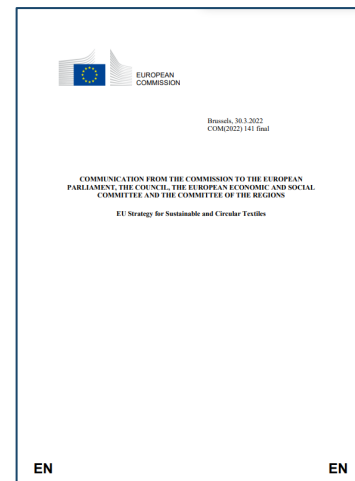 EUROPEAN
COMMISSION
Brussels, 30.3.2022
COM(2022) 141 final
COMMUNICATION FROM THE COMMISSION TO THE EUROPEAN
PARLIAMENT, THE COUNCIL, THE EUROPEAN ECONOMIC AND SOCIAL
COMMITTEE AND THE COMMITTEE OF THE REGIONS
EU Strategy for Sustainable and Circular Textiles
EN EN